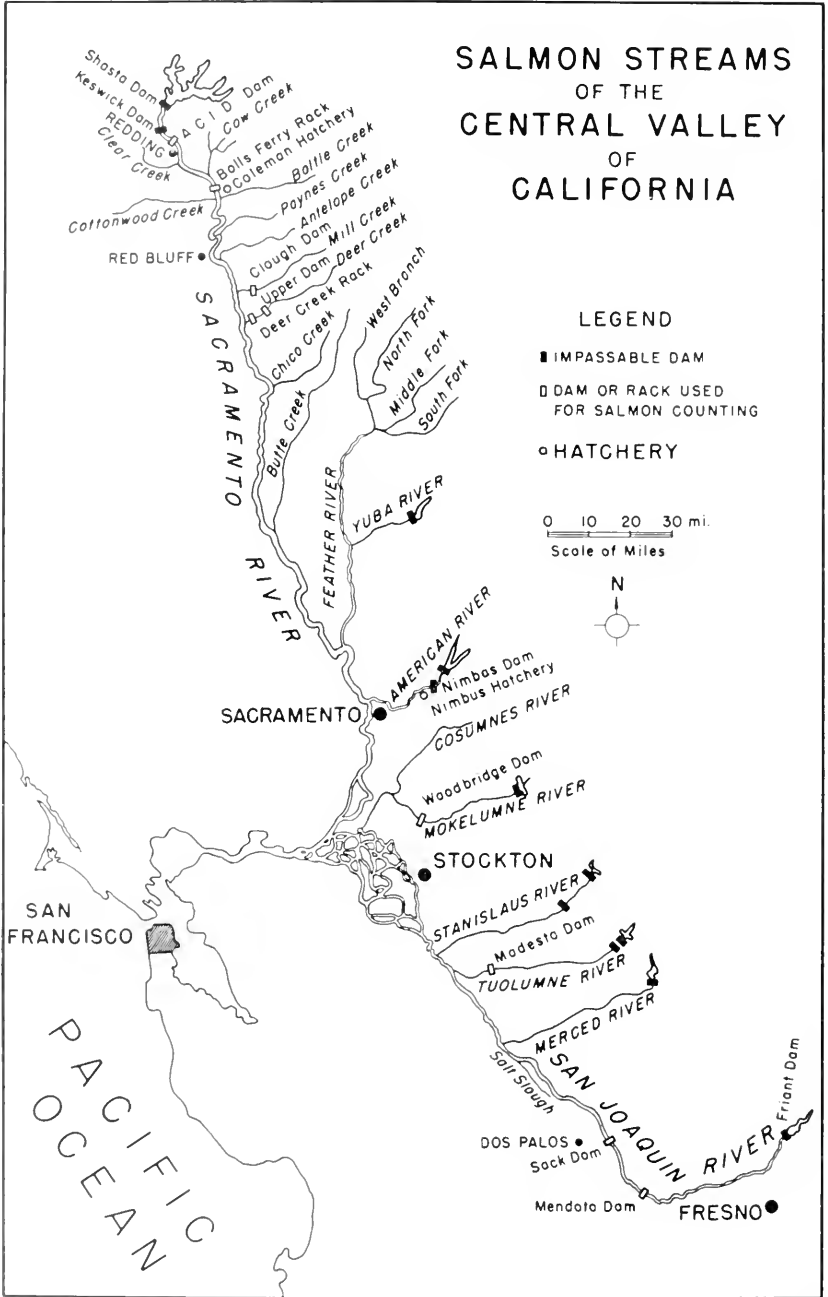 SALMON STREAMS
OF THE
CENTRAL VALLEY
OF
CALIFORNIA
Shasta Dam
Keswick Dam
REDDING
Clear Creek
A C I D Dam
Cow Creek
Balls Ferry Rack
Coleman Hatchery
Battle Creek
Cottonwood Creek
Paynes Creek
Antelope Creek
RED BLUFF
Clough Dam
Mill Creek
Upper Dam
Deer Creek
Deer Creek Rack
Chico Creek
Butte Creek
West Branch
North Fork
Middle Fork
South Fork
SACRAMENTO
RIVER
FEATHER RIVER
YUBA RIVER
LEGEND
IMPASSABLE DAM
DAM OR RACK USED
FOR SALMON COUNTING
HATCHERY
0 10 20 30 mi.
Scale of Miles
N
AMERICAN RIVER
Nimbas Dam
Nimbus Hatchery
SACRAMENTO
COSUMNES RIVER
Woodbridge Dam
MOKELUMNE RIVER
STOCKTON
SAN
FRANCISCO
STANISLAUS RIVER
Modesto Dam
TUOLUMNE RIVER
MERCED RIVER
Salt Slough
SAN JOAQUIN RIVER
Friant Dam
DOS PALOS
Sack Dam
Mendota Dam
FRESNO
PACIFIC
OCEAN